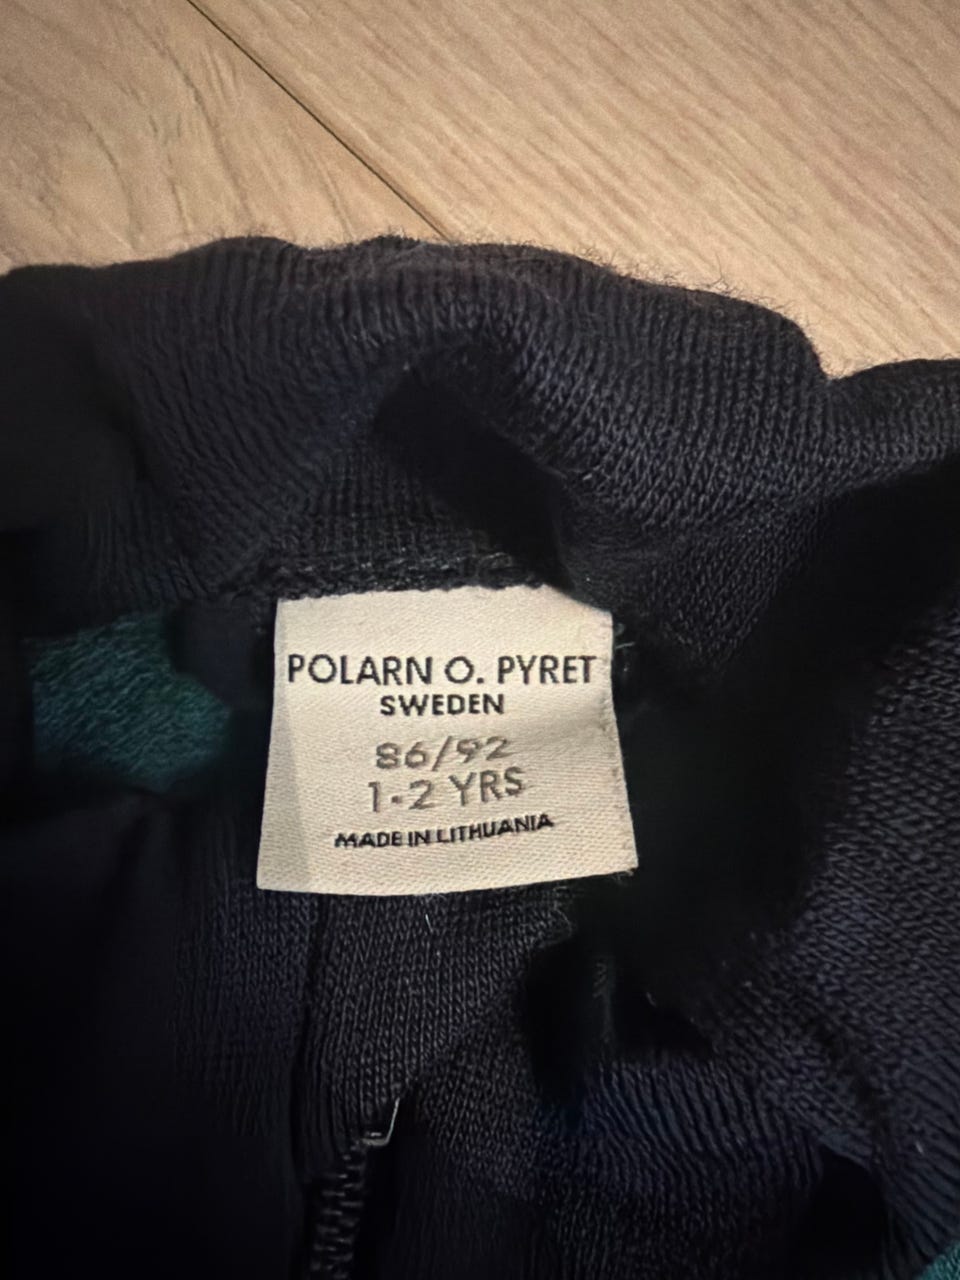 POLARN O. PYRET
SWEDEN
86/92
1-2 YRS
MADE IN LITHUANIA